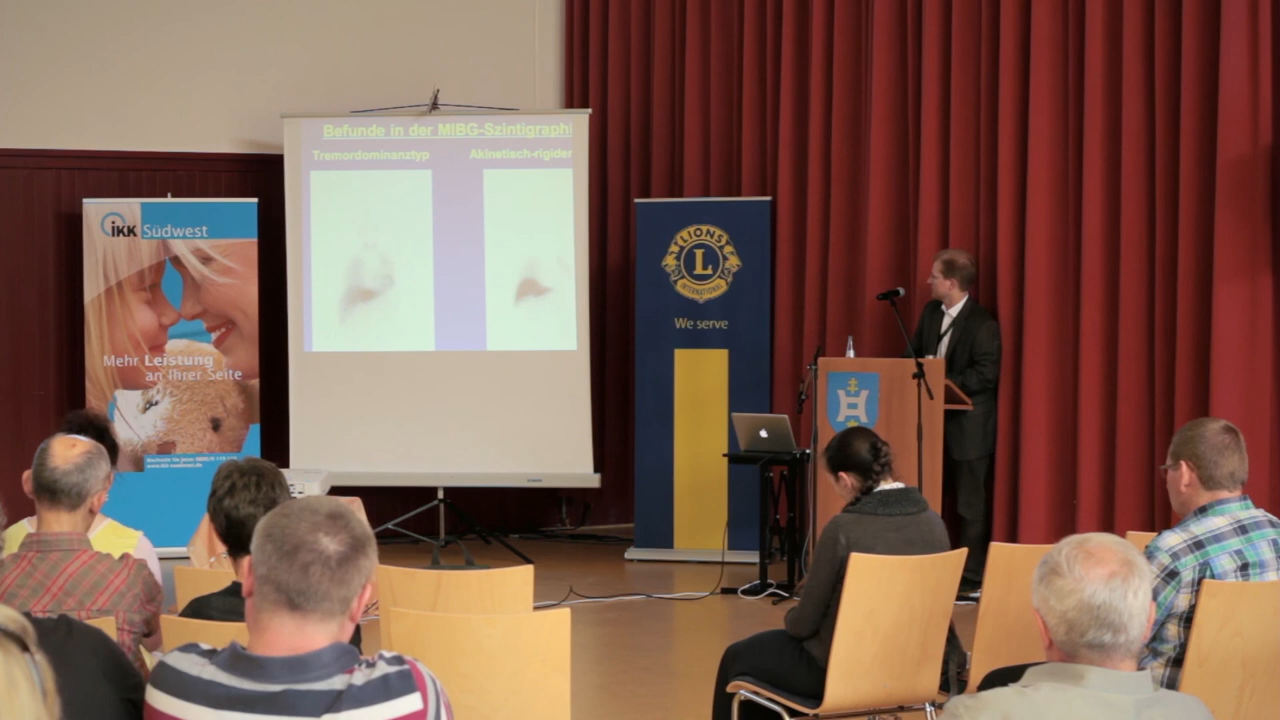 Befunde in der MIBG-Szintigraphi
Tremordominanztyp
Akinetisch-rigider
iKK Südwest
Mehr Leistung
an Ihrer Seite
LIONS
L
INTERNATIONAL
We serve